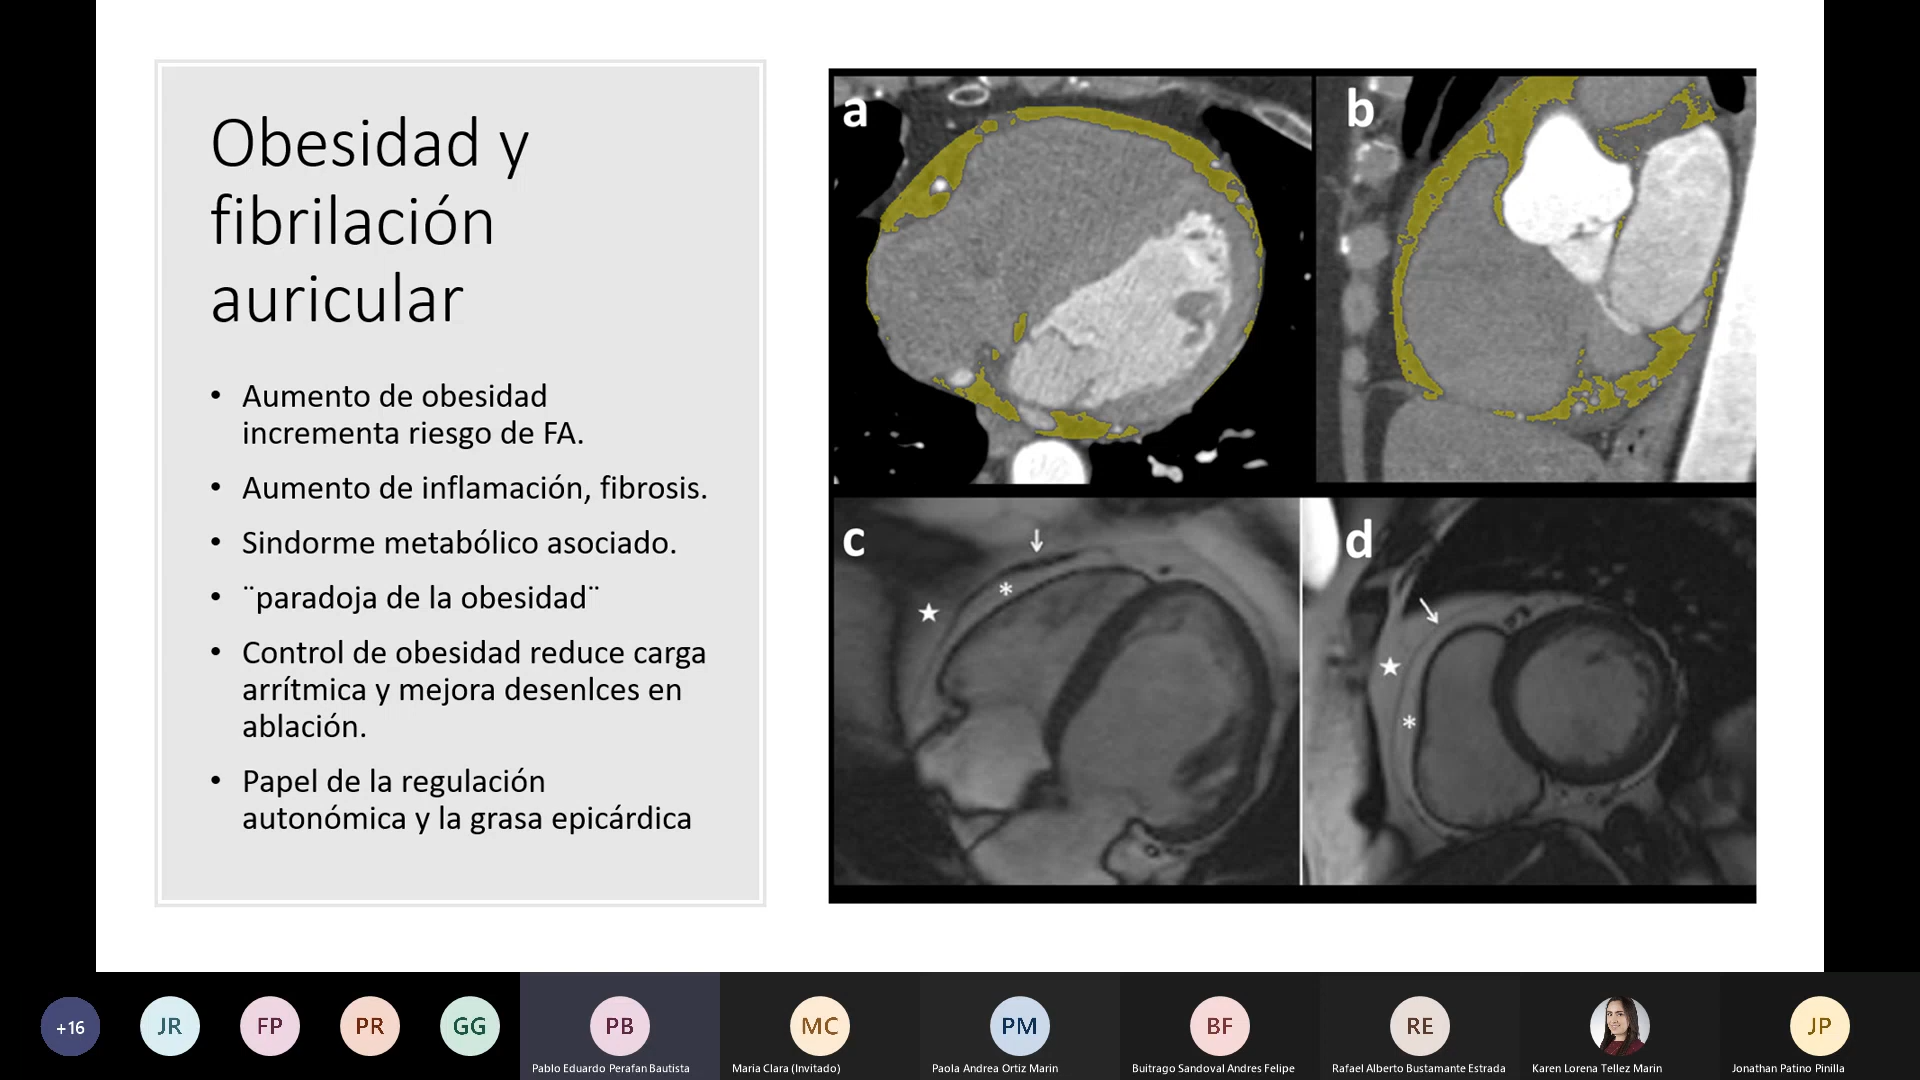 Obesidad y
fibrilación
auricular
• Aumento de obesidad
incrementa riesgo de FA.
• Aumento de inflamación, fibrosis.
• Sindorme metabólico asociado.
• ¨paradoja de la obesidad¨
• Control de obesidad reduce carga
arrítmica y mejora desenlces en
ablación.
• Papel de la regulación
autonómica y la grasa epicárdica
a
b
c
d
+16
JR
FP
PR
GG
PB
MC
PM
BF
RE
JP
Pablo Eduardo Perafan Bautista
Maria Clara (Invitado)
Paola Andrea Ortiz Marin
Buitrago Sandoval Andres Felipe
Rafael Alberto Bustamante Estrada
Karen Lorena Tellez Marin
Jonathan Patino Pinilla